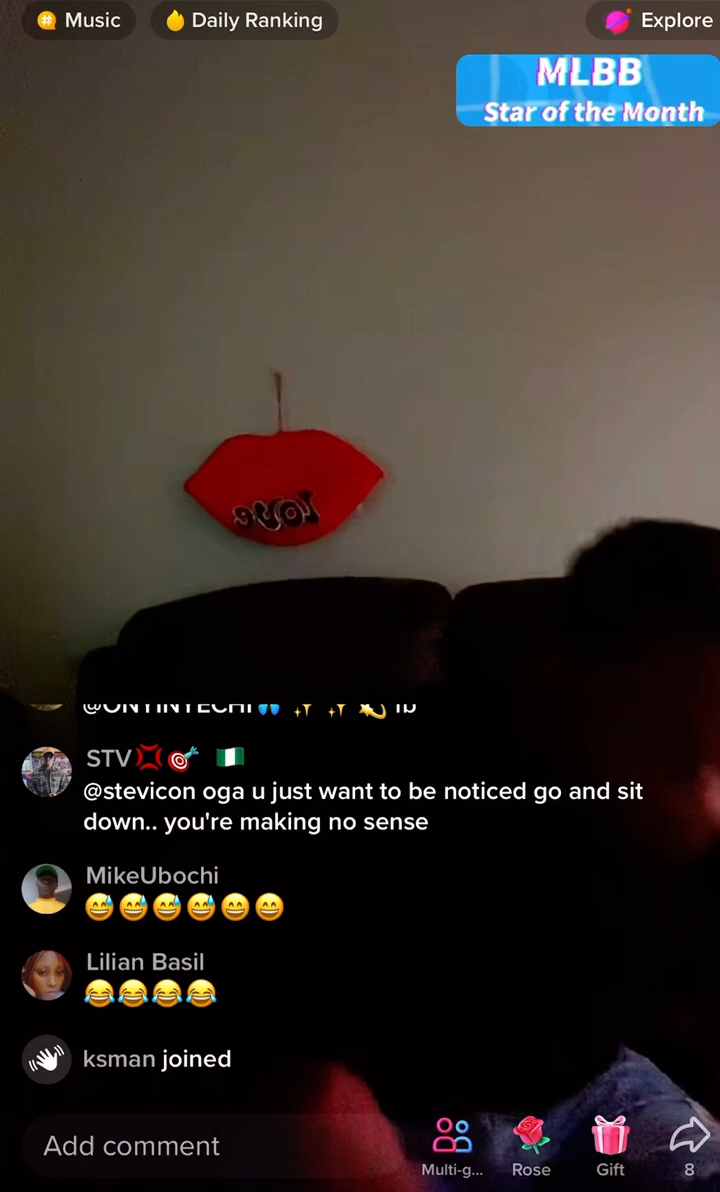 Music
Daily Ranking
Explore
MLBB
Star of the Month
Love
@ONYINYECHI🙏 ✨ ✨ 💫 fb
STV💢🎯 🇳🇬
@stevicon oga u just want to be noticed go and sit
down.. you're making no sense
MikeUbochi
😅😅😅😅😄😄
Lilian Basil
😂😂😂😂
ksman joined
Add comment
Multi-g...
Rose
Gift
8